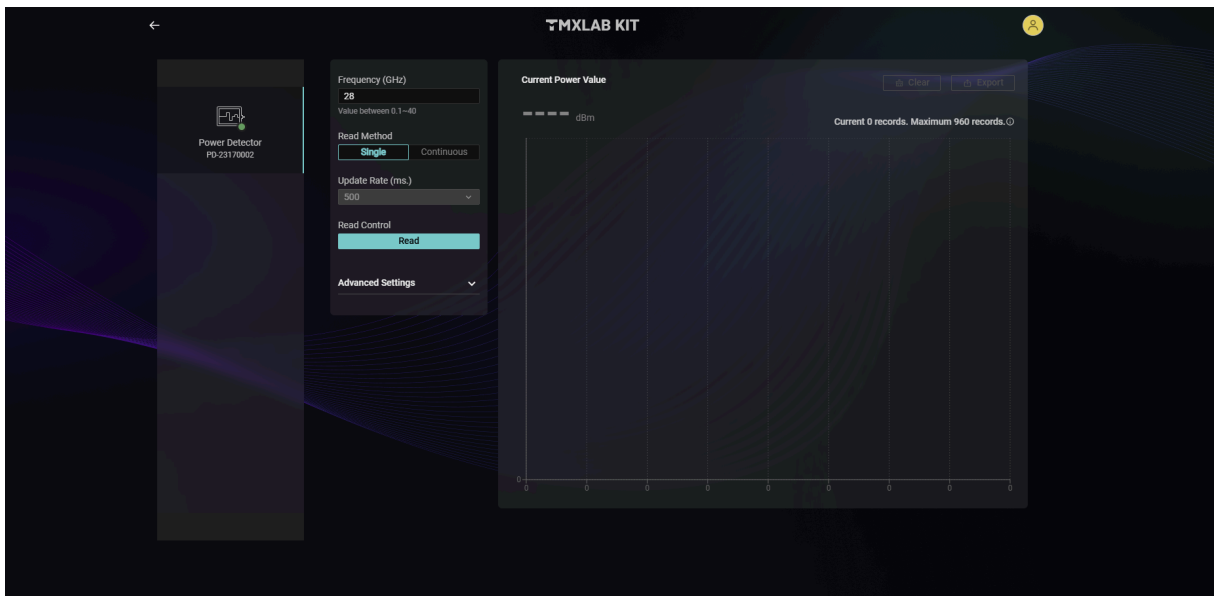 TMXLAB KIT
Power Detector
PD-23170002
Frequency (GHz)
28
Value between 0.1~40
Read Method
Single
Continuous
Update Rate (ms.)
500
Read Control
Read
Advanced Settings
Current Power Value
Clear
Export
---- dBm
Current 0 records. Maximum 960 records.
0
0 0 0 0 0 0 0 0 0